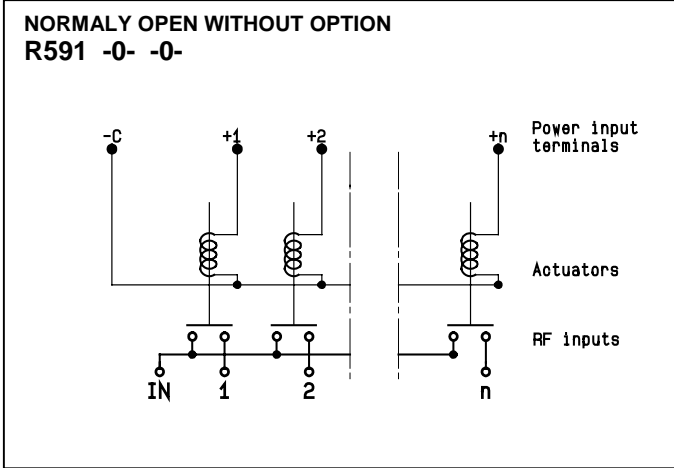 NORMALY OPEN WITHOUT OPTION
R591 -0- -0-
-C +1 +2 +n Power input
terminals
Actuators
RF inputs
IN 1 2 n